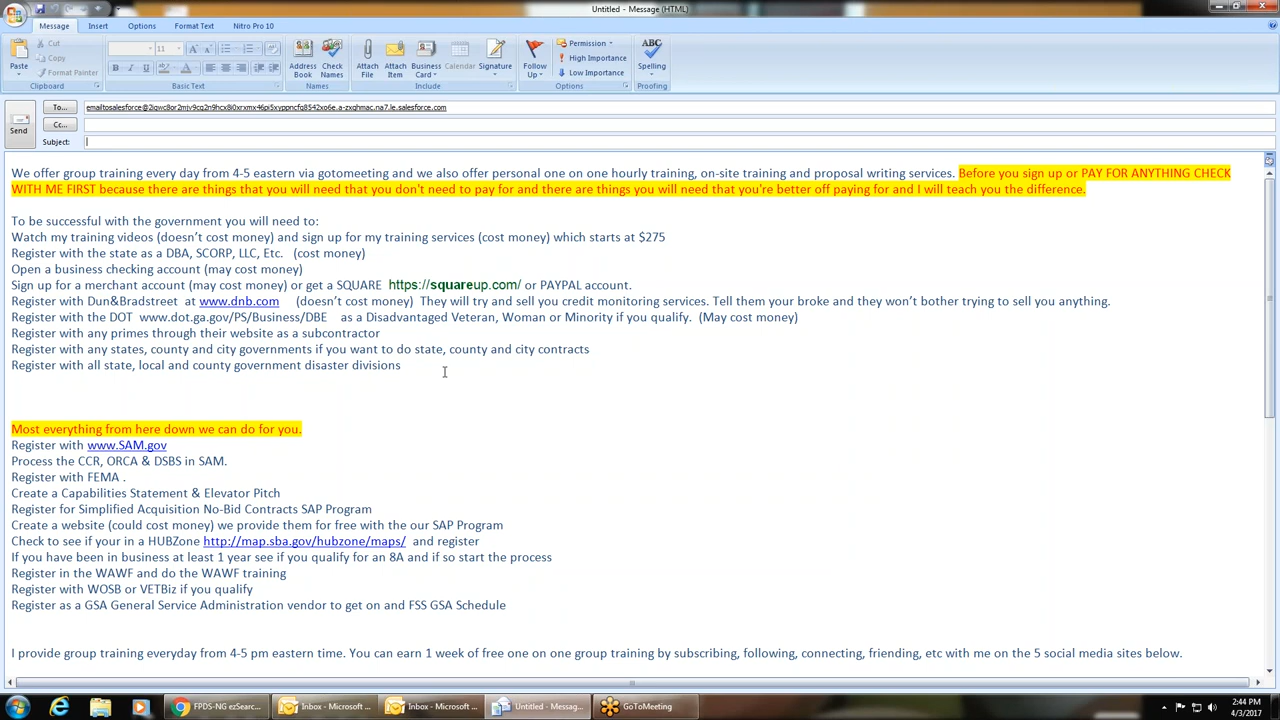 Untitled - Message (HTML)
Message Insert Options Format Text Nitro Pro 10
Paste
Cut
Copy
Format Painter
Clipboard
11
Basic Text
Address Book
Check Names
Names
Attach File
Attach Item
Business Card
Calendar
Signature
Include
Follow Up
Permission
High Importance
Low Importance
Options
ABC
Spelling
Proofing
Send
To...
Cc...
Subject:
We offer group training every day from 4-5 eastern via gotomeeting and we also offer personal one on one hourly training, on-site training and proposal writing services. Before you sign up or PAY FOR ANYTHING CHECK
WITH ME FIRST because there are things that you will need that you don't need to pay for and there are things you will need that you're better off paying for and I will teach you the difference.
To be successful with the government you will need to:
Watch my training videos (doesn't cost money) and sign up for my training services (cost money) which starts at $275
Register with the state as a DBA, SCORP, LLC, Etc. (cost money)
Open a business checking account (may cost money)
Sign up for a merchant account (may cost money) or get a SQUARE https://squareup.com/ or PAYPAL account.
Register with Dun&Bradstreet at www.dnb.com (doesn't cost money) They will try and sell you credit monitoring services. Tell them your broke and they won't bother trying to sell you anything.
Register with the DOT www.dot.ga.gov/PS/Business/DBE as a Disadvantaged Veteran, Woman or Minority if you qualify. (May cost money)
Register with any primes through their website as a subcontractor
Register with any states, county and city governments if you want to do state, county and city contracts
Register with all state, local and county government disaster divisions
Most everything from here down we can do for you.
Register with www.SAM.gov
Process the CCR, ORCA & DSBS in SAM.
Register with FEMA .
Create a Capabilities Statement & Elevator Pitch
Register for Simplified Acquisition No-Bid Contracts SAP Program
Create a website (could cost money) we provide them for free with the our SAP Program
Check to see if your in a HUBZone http://map.sba.gov/hubzone/maps/ and register
If you have been in business at least 1 year see if you qualify for an 8A and if so start the process
Register in the WAWF and do the WAWF training
Register with WOSB or VETBiz if you qualify
Register as a GSA General Service Administration vendor to get on and FSS GSA Schedule
I provide group training everyday from 4-5 pm eastern time. You can earn 1 week of free one on one group training by subscribing, following, connecting, friending, etc with me on the 5 social media sites below.
FPDS-NG ezSearc...
Inbox - Microsoft ...
Inbox - Microsoft ...
Untitled - Messag...
GoToMeeting
2:44 PM
4/3/2017